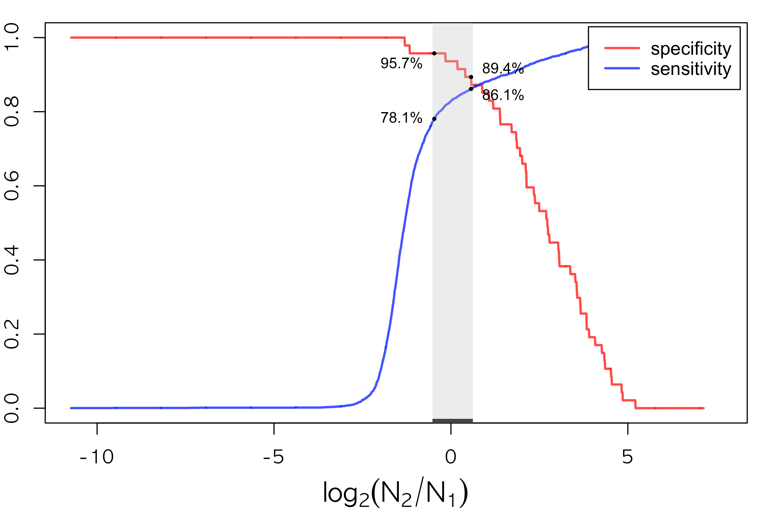 1.0
0.8
0.6
0.4
0.2
0.0
95.7%
89.4%
86.1%
78.1%
specificity
sensitivity
-10 -5 0 5
log₂(N₂/N₁)